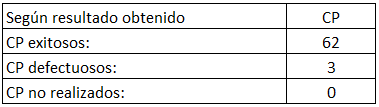 Según resultado obtenido CP
CP exitosos: 62
CP defectuosos: 3
CP no realizados: 0